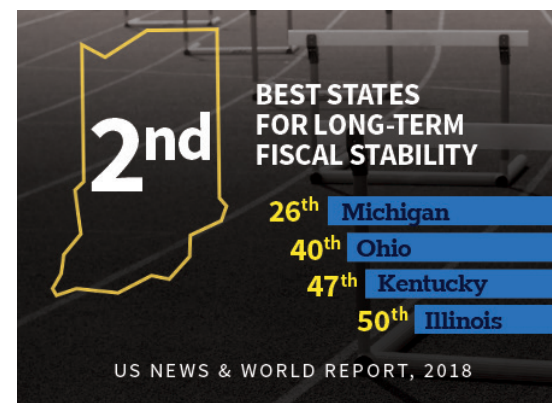 2nd
BEST STATES
FOR LONG-TERM
FISCAL STABILITY
26th Michigan
40th Ohio
47th Kentucky
50th Illinois
US NEWS & WORLD REPORT, 2018